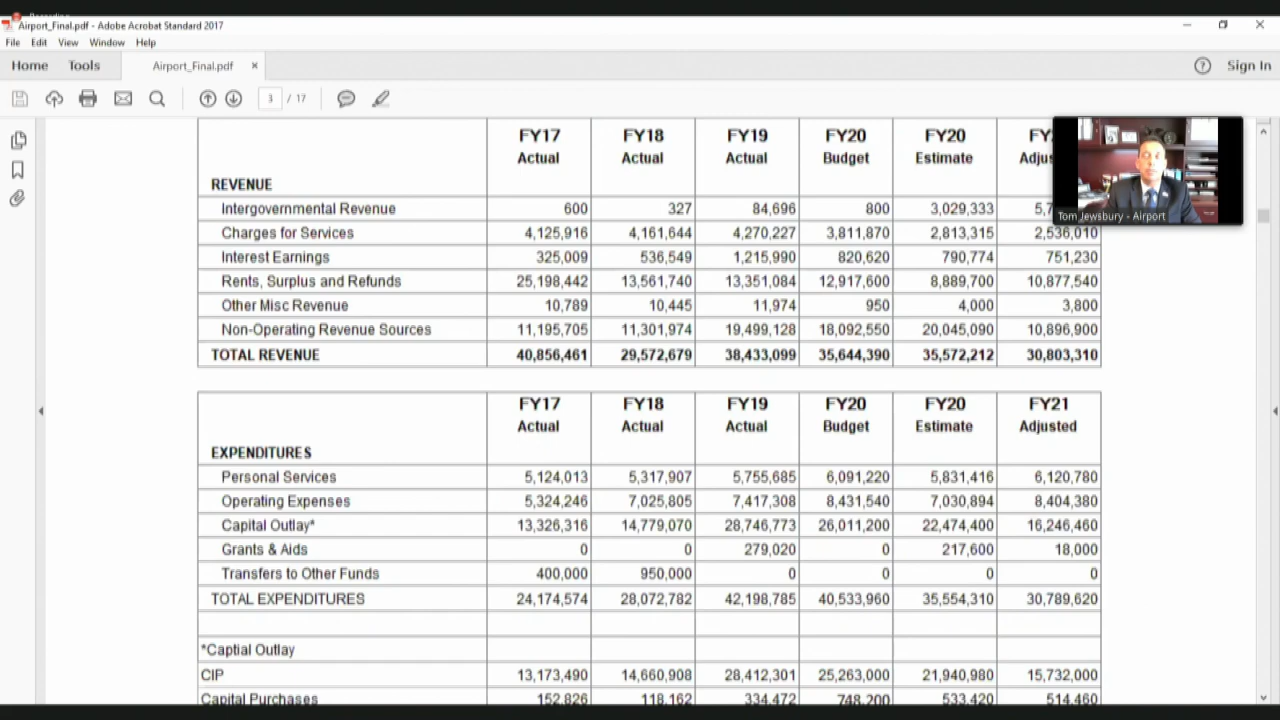 Airport_Final.pdf - Adobe Acrobat Standard 2017
File Edit View Window Help
Home Tools Airport_Final.pdf × Sign In
3 / 17
FY17 FY18 FY19 FY20 FY20
Actual Actual Actual Budget Estimate
REVENUE
Intergovernmental Revenue 600 327 84,696 800 3,029,333
Tom Jewsbury - Airport
Charges for Services 4,125,916 4,161,644 4,270,227 3,811,870 2,813,315 2,536,010
Interest Earnings 325,009 536,549 1,215,990 820,620 790,774 751,230
Rents, Surplus and Refunds 25,198,442 13,561,740 13,351,084 12,917,600 8,889,700 10,877,540
Other Misc Revenue 10,789 10,445 11,974 950 4,000 3,800
Non-Operating Revenue Sources 11,195,705 11,301,974 19,499,128 18,092,550 20,045,090 10,896,900
TOTAL REVENUE 40,856,461 29,572,679 38,433,099 35,644,390 35,572,212 30,803,310
FY17 FY18 FY19 FY20 FY20 FY21
Actual Actual Actual Budget Estimate Adjusted
EXPENDITURES
Personal Services 5,124,013 5,317,907 5,755,685 6,091,220 5,831,416 6,120,780
Operating Expenses 5,324,246 7,025,805 7,417,308 8,431,540 7,030,894 8,404,380
Capital Outlay* 13,326,316 14,779,070 28,746,773 26,011,200 22,474,400 16,246,460
Grants & Aids 0 0 279,020 0 217,600 18,000
Transfers to Other Funds 400,000 950,000 0 0 0 0
TOTAL EXPENDITURES 24,174,574 28,072,782 42,198,785 40,533,960 35,554,310 30,789,620
*Captial Outlay
CIP 13,173,490 14,660,908 28,412,301 25,263,000 21,940,980 15,732,000
Capital Purchases 152,826 118,162 334,472 748,200 533,420 514,460